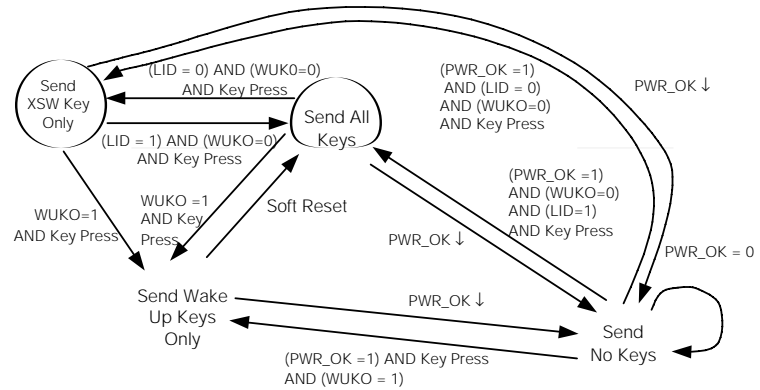 Send
XSW Key
Only
(LID = 0) AND (WUK0=0)
AND Key Press
(LID = 1) AND (WUKO=0)
AND Key Press
Send All
Keys
(PWR_OK =1)
AND (LID = 0)
AND (WUKO=0)
AND Key Press
PWR_OK ↓
WUKO=1
AND Key Press
WUKO =1
AND Key
Press
Soft Reset
(PWR_OK =1)
AND (WUKO=0)
AND (LID=1)
AND Key Press
PWR_OK ↓
PWR_OK = 0
Send Wake
Up Keys
Only
PWR_OK ↓
Send
No Keys
(PWR_OK =1) AND Key Press
AND (WUKO = 1)